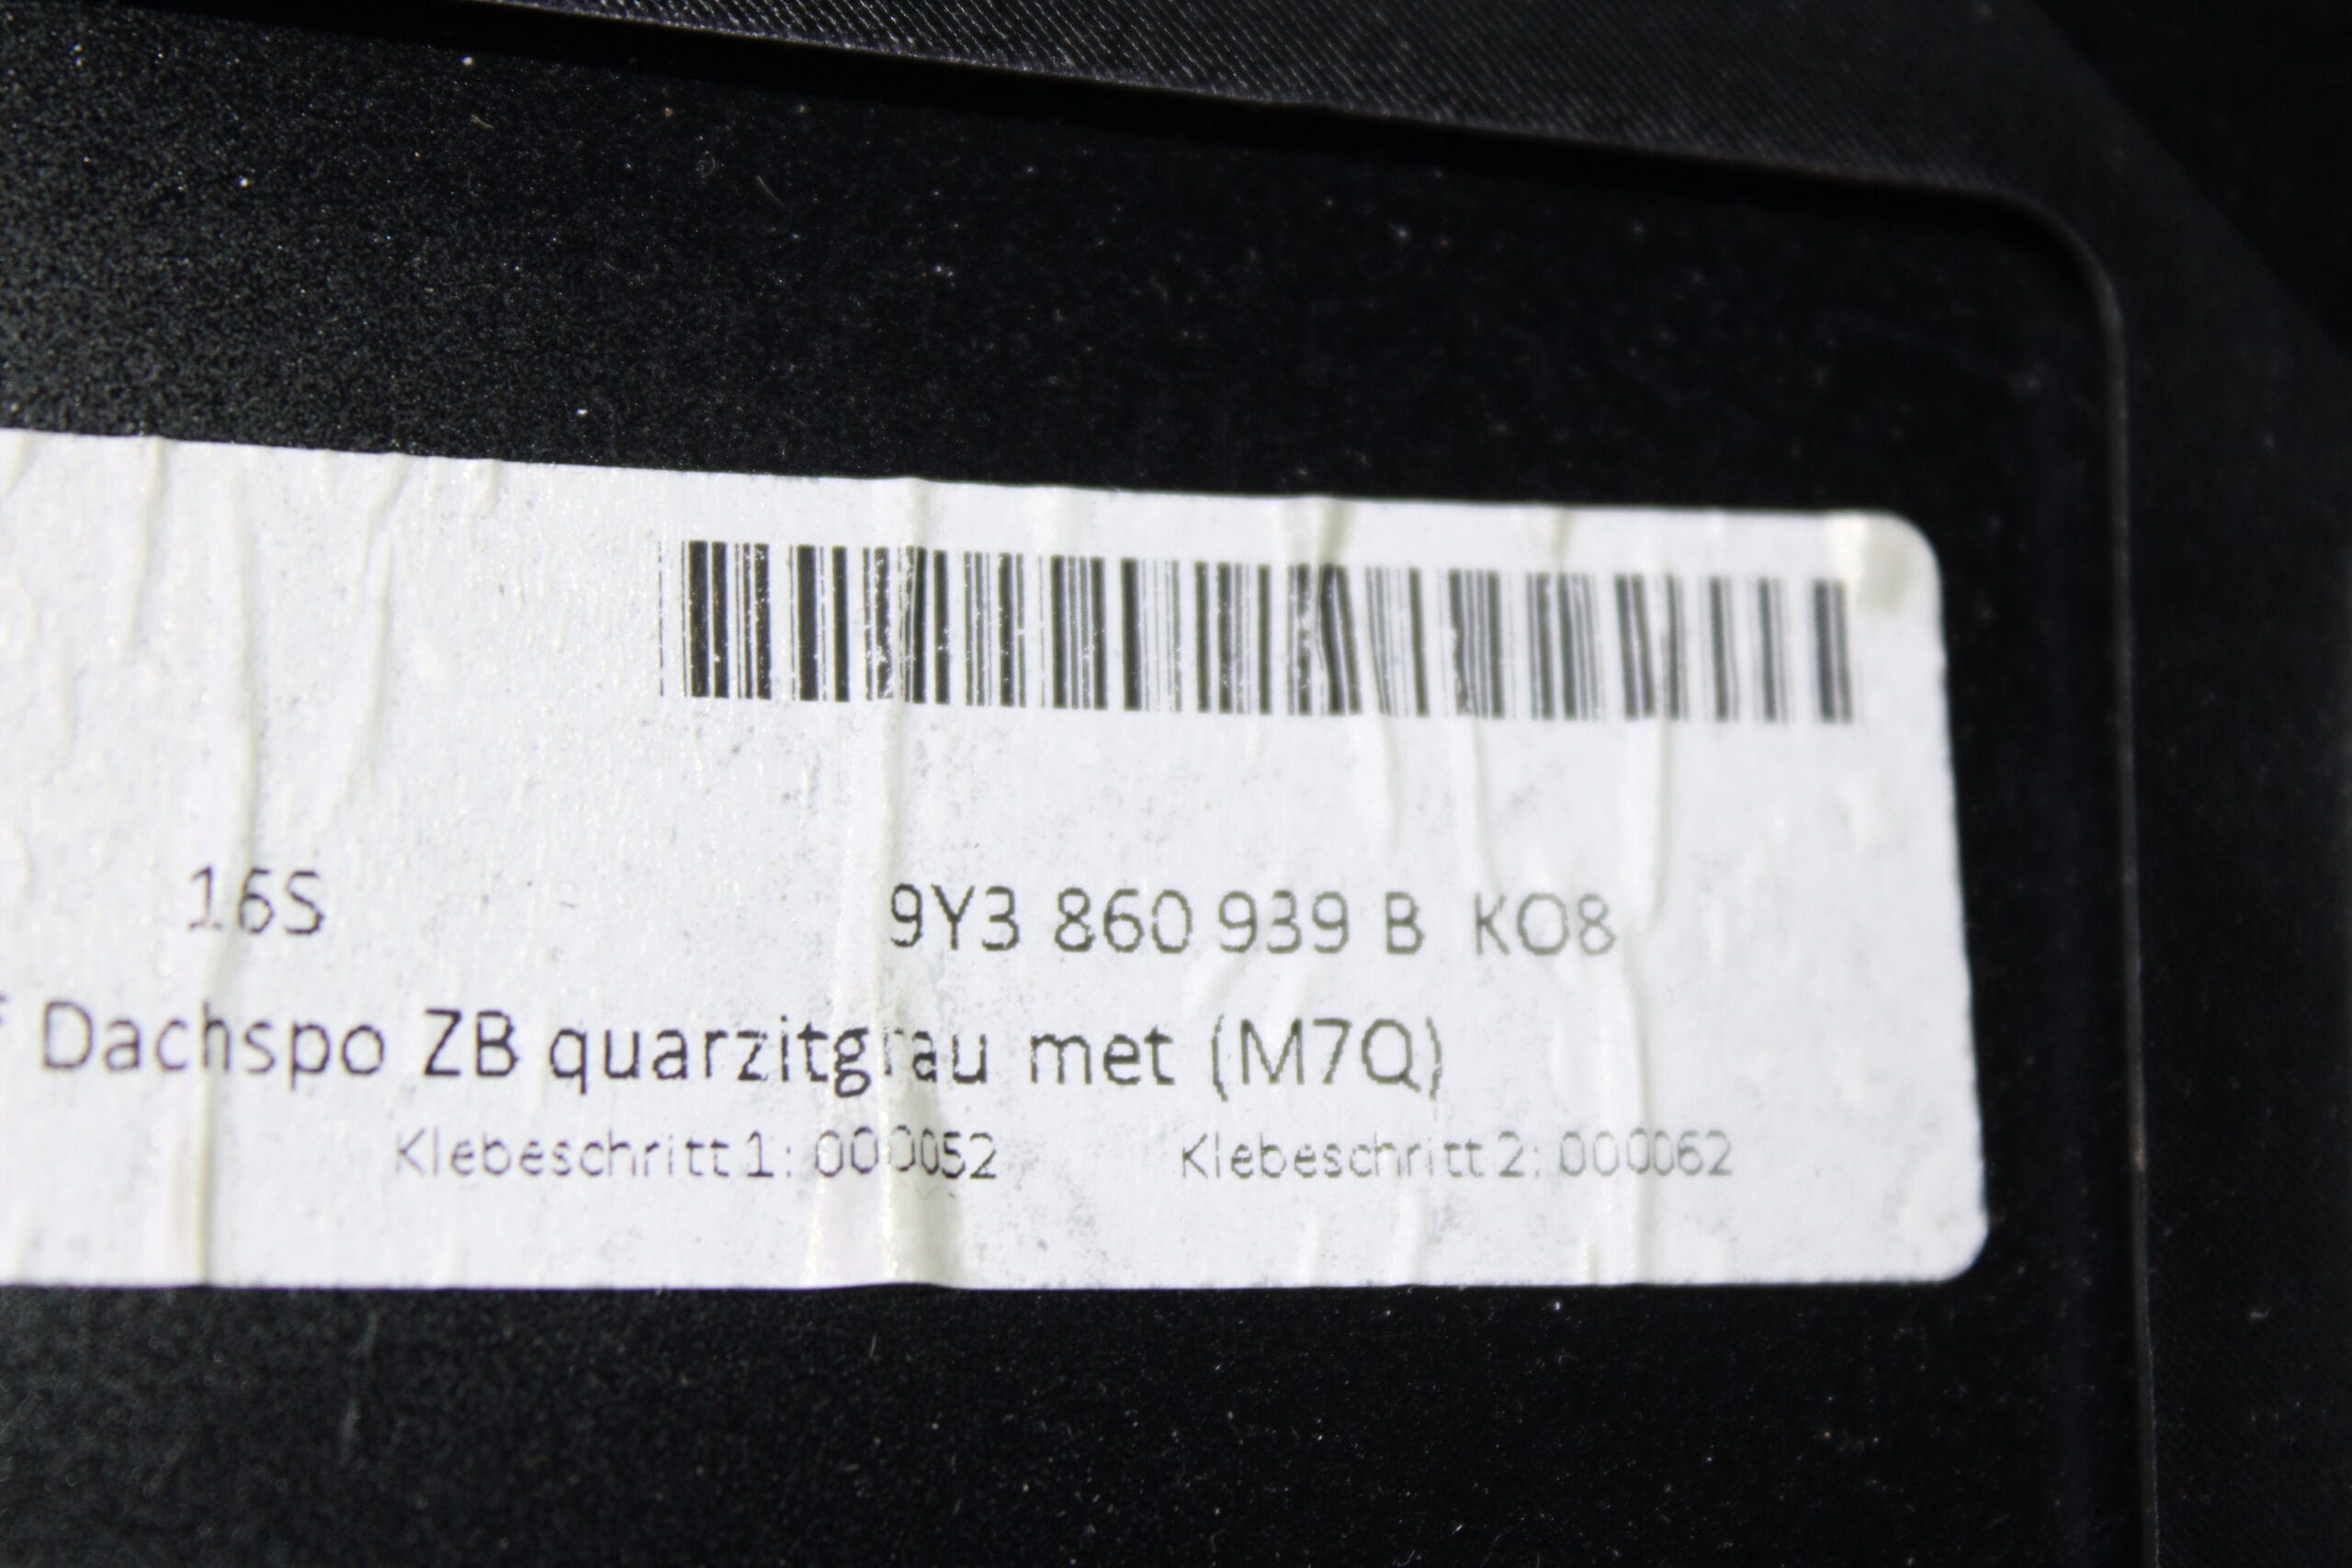 16S 9Y3 860 939 B KO8
Dachspo ZB quarzitgrau met (M7Q)
Klebeschritt 1: 000052 Klebeschritt 2: 000062